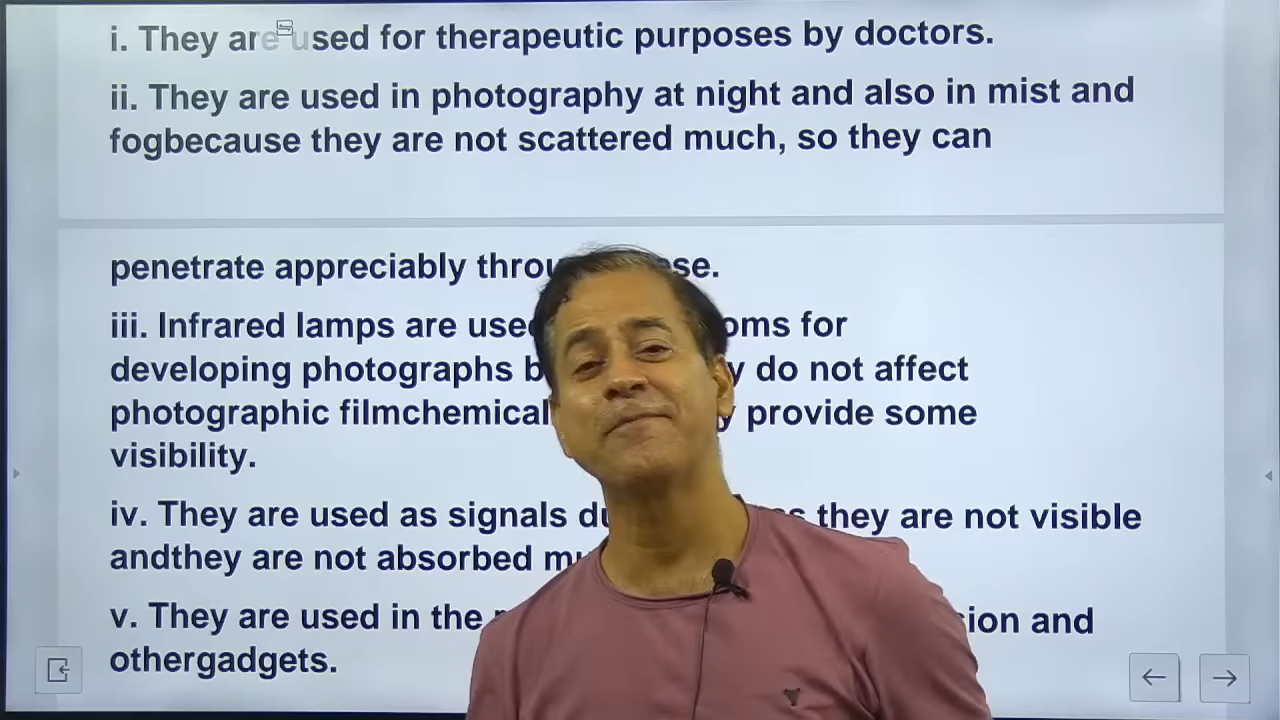 i. They are used for therapeutic purposes by doctors.
ii. They are used in photography at night and also in mist and
fogbecause they are not scattered much, so they can
penetrate appreciably
iii. Infrared lamps are for
developing photographs do not affect
photographic filmchemical provide some
visibility.
iv. They are used as signals they are not visible
andthey are not absorbed
v. They are used in the and
othergadgets.